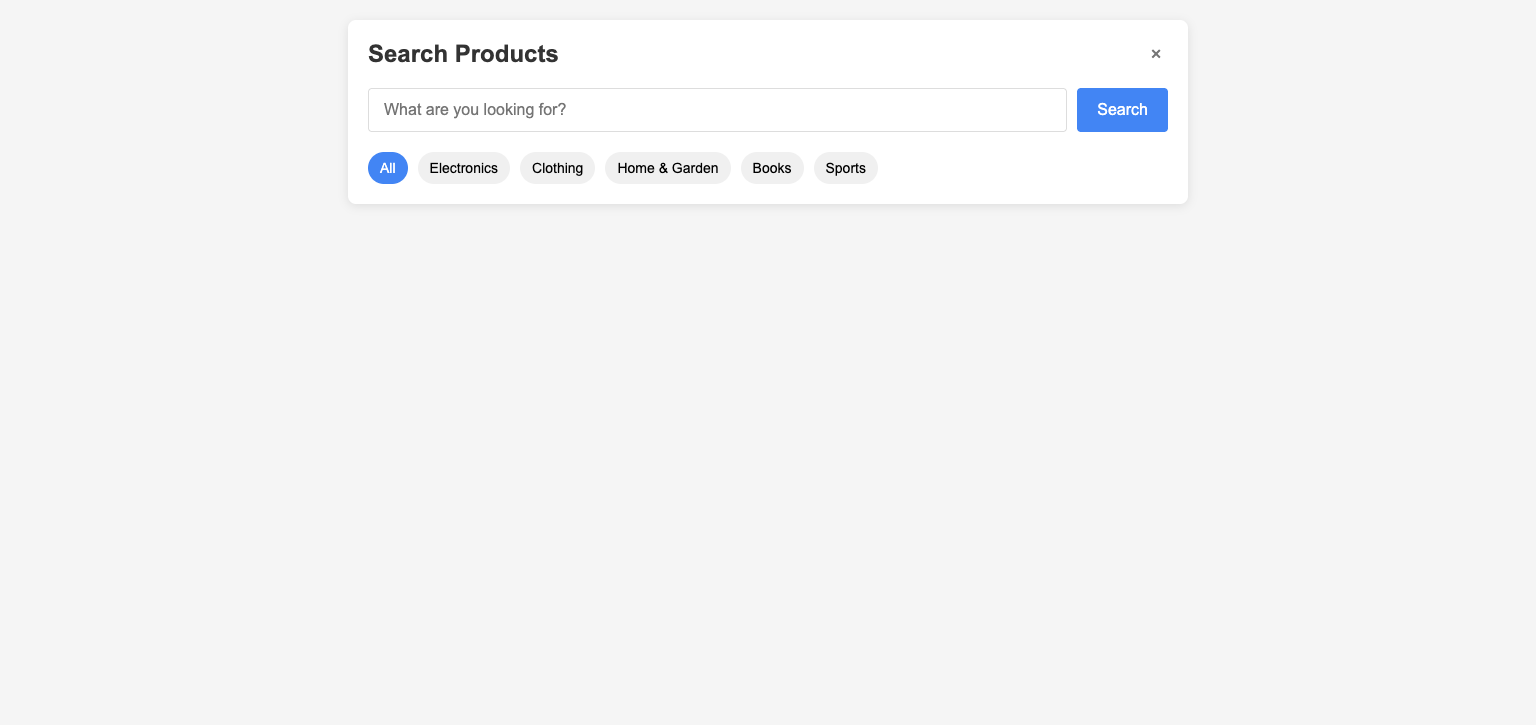 Search Products ×
What are you looking for? Search
All Electronics Clothing Home & Garden Books Sports